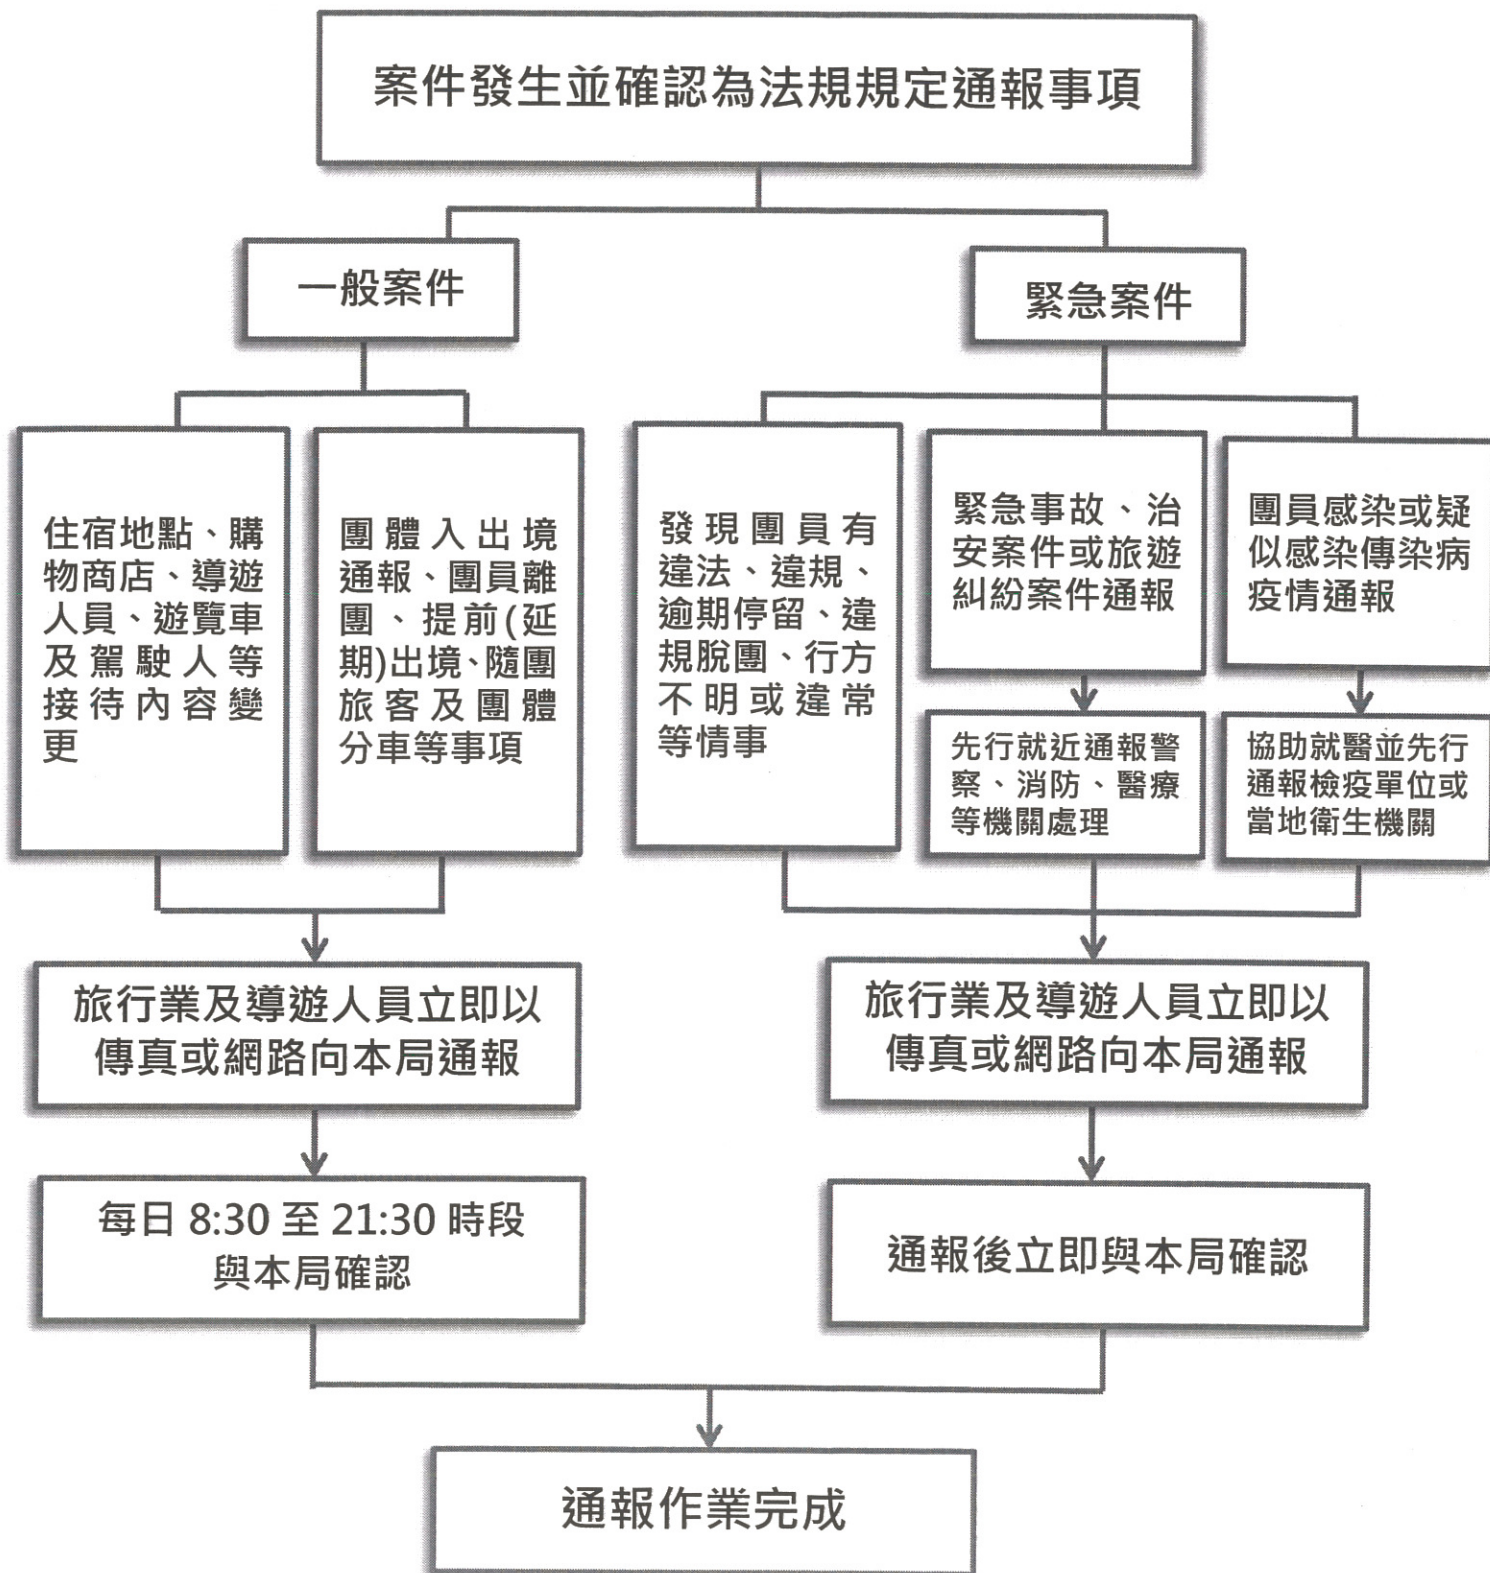 案件發生並確認為法規規定通報事項
一般案件
緊急案件
住宿地點、購
物商店、導遊
人員、遊覽車
及駕駛人等
接待內容變
更
團體入出境
通報、團員離
團、提前(延
期)出境、隨團
旅客及團體
分車等事項
發現團員有
違法、違規、
逾期停留、違
規脫團、行方
不明或違常
等情事
緊急事故、治
安案件或旅遊
糾紛案件通報
團員感染或疑
似感染傳染病
疫情通報
先行就近通報警
察、消防、醫療
等機關處理
協助就醫並先行
通報檢疫單位或
當地衛生機關
旅行業及導遊人員立即以
傳真或網路向本局通報
旅行業及導遊人員立即以
傳真或網路向本局通報
每日 8:30 至 21:30 時段
與本局確認
通報後立即與本局確認
通報作業完成